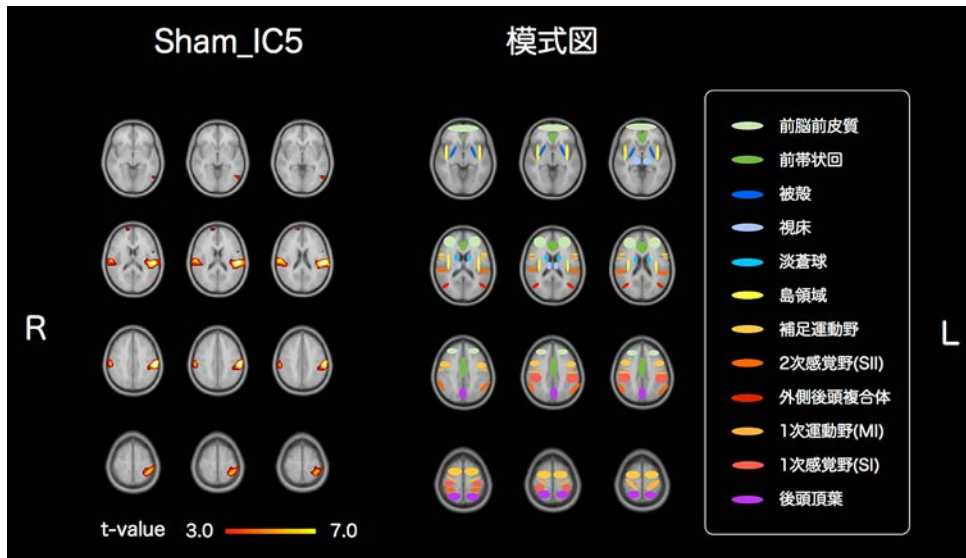 Sham_IC5
模式図
R
L
前脳前皮質
前帯状回
被殻
視床
淡蒼球
島領域
補足運動野
2次感覚野(SII)
外側後頭複合体
1次運動野(MI)
1次感覚野(SI)
後頭頂葉
t-value 3.0 7.0